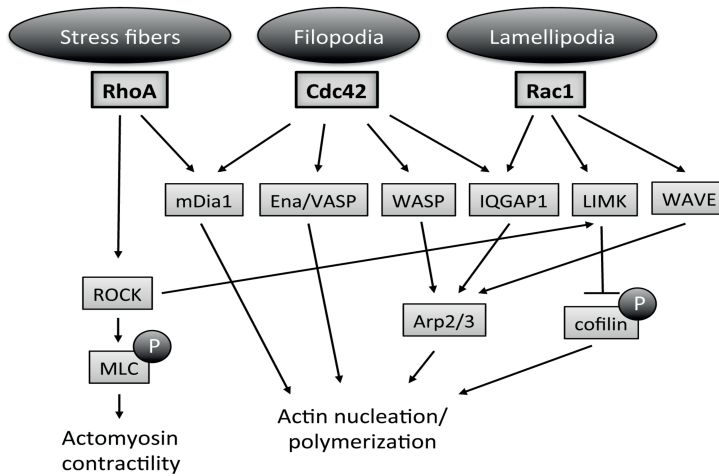 Stress fibers
Filopodia
Lamellipodia
RhoA
Cdc42
Rac1
mDia1
Ena/VASP
WASP
IQGAP1
LIMK
WAVE
ROCK
Arp2/3
P
cofilin
P
MLC
Actin nucleation/
polymerization
Actomyosin
contractility